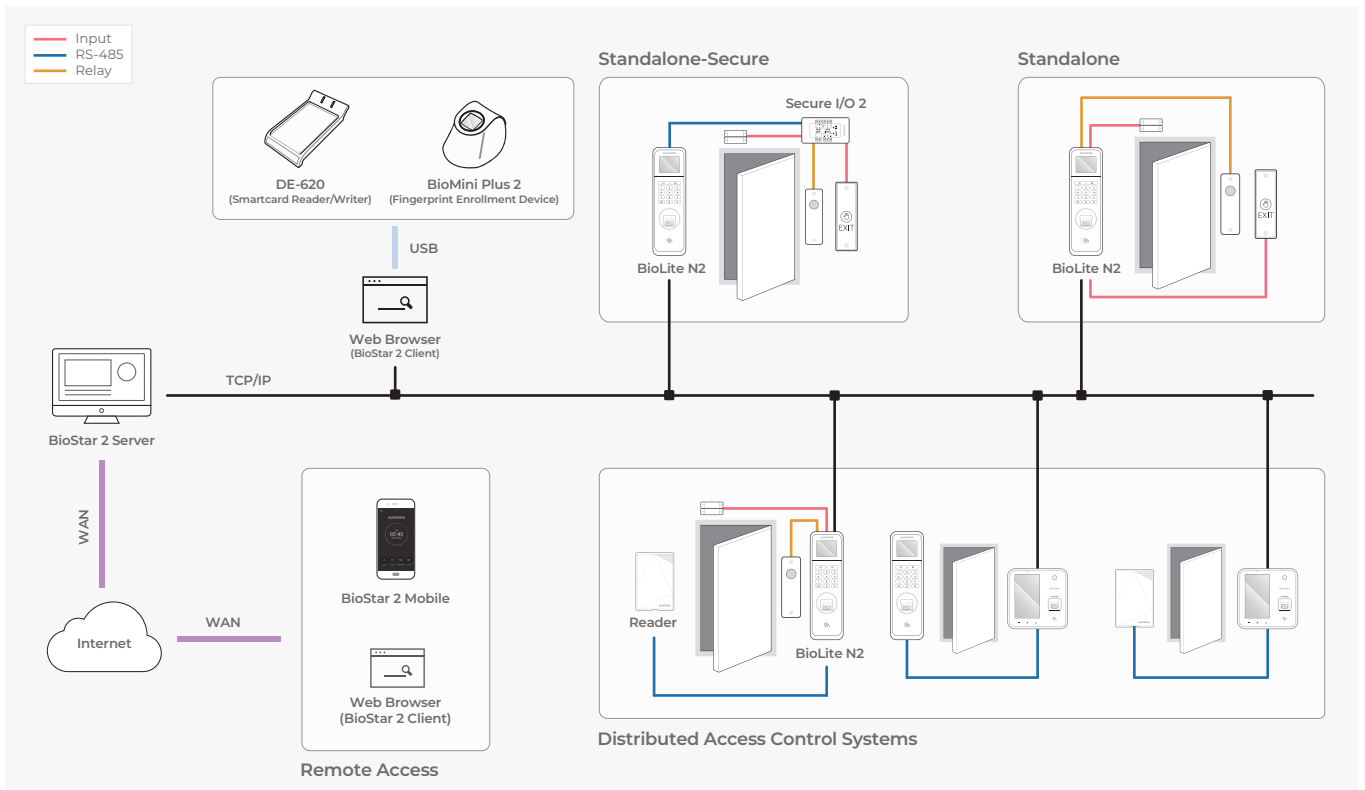 Input
RS-485
Relay
DE-620
(Smartcard Reader/Writer)
BioMini Plus 2
(Fingerprint Enrollment Device)
USB
Web Browser
(BioStar 2 Client)
Standalone-Secure
Secure I/O 2
EXIT
BioLite N2
Standalone
EXIT
BioLite N2
TCP/IP
BioStar 2 Server
WAN
Internet
WAN
02:45
BioStar 2 Mobile
Web Browser
(BioStar 2 Client)
Remote Access
Reader
BioLite N2
Distributed Access Control Systems